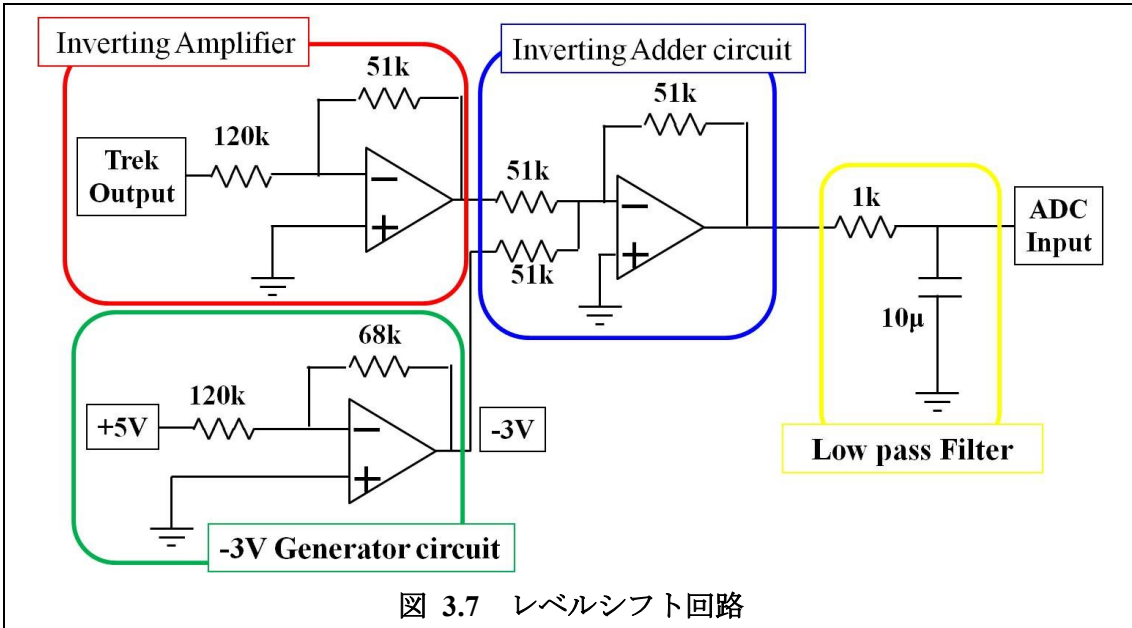 Inverting Amplifier
51k
120k
Trek
Output
Inverting Adder circuit
51k
51k
51k
1k
ADC
Input
10μ
Low pass Filter
68k
120k
+5V
-3V
-3V Generator circuit
図 3.7 レベルシフト回路